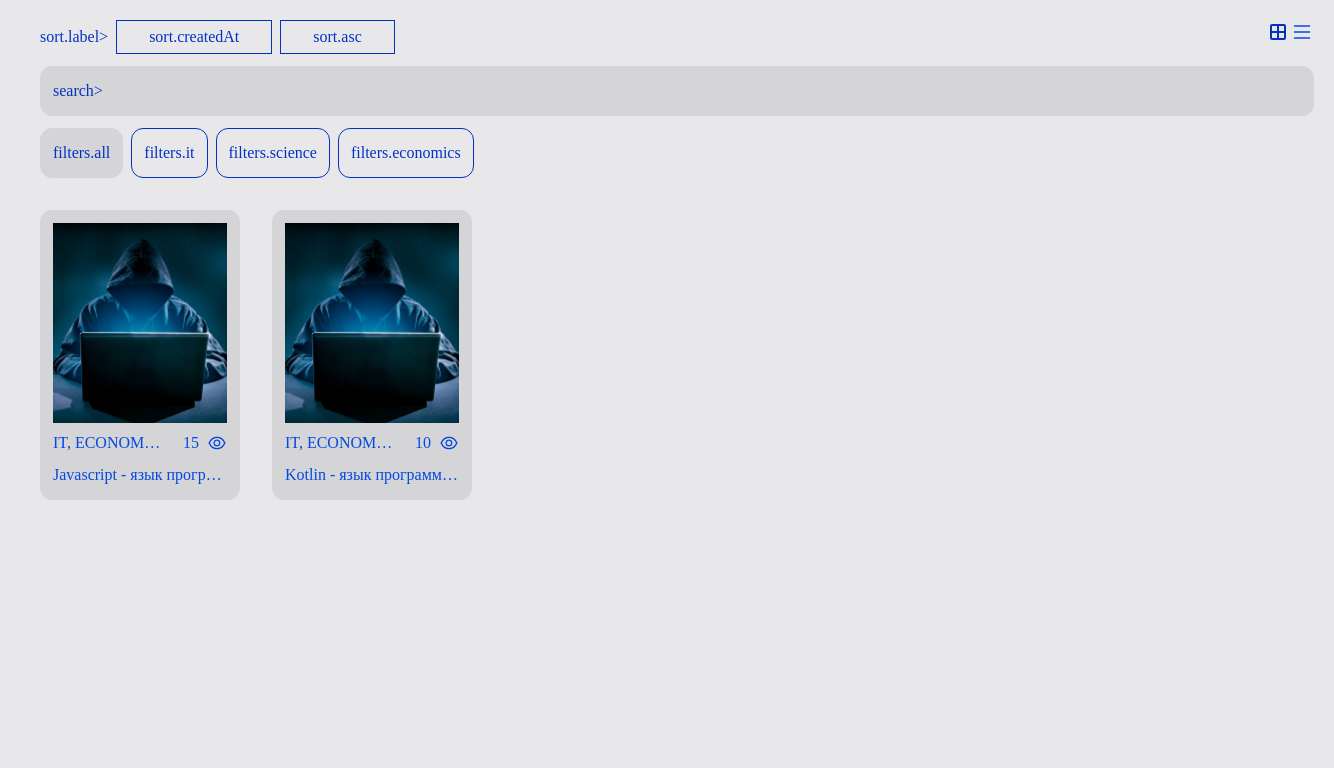 sort.label> sort.createdAt sort.asc
search>
filters.all filters.it filters.science filters.economics
IT, ECONOM… 15
Javascript - язык прогр…
IT, ECONOM… 10
Kotlin - язык программ…